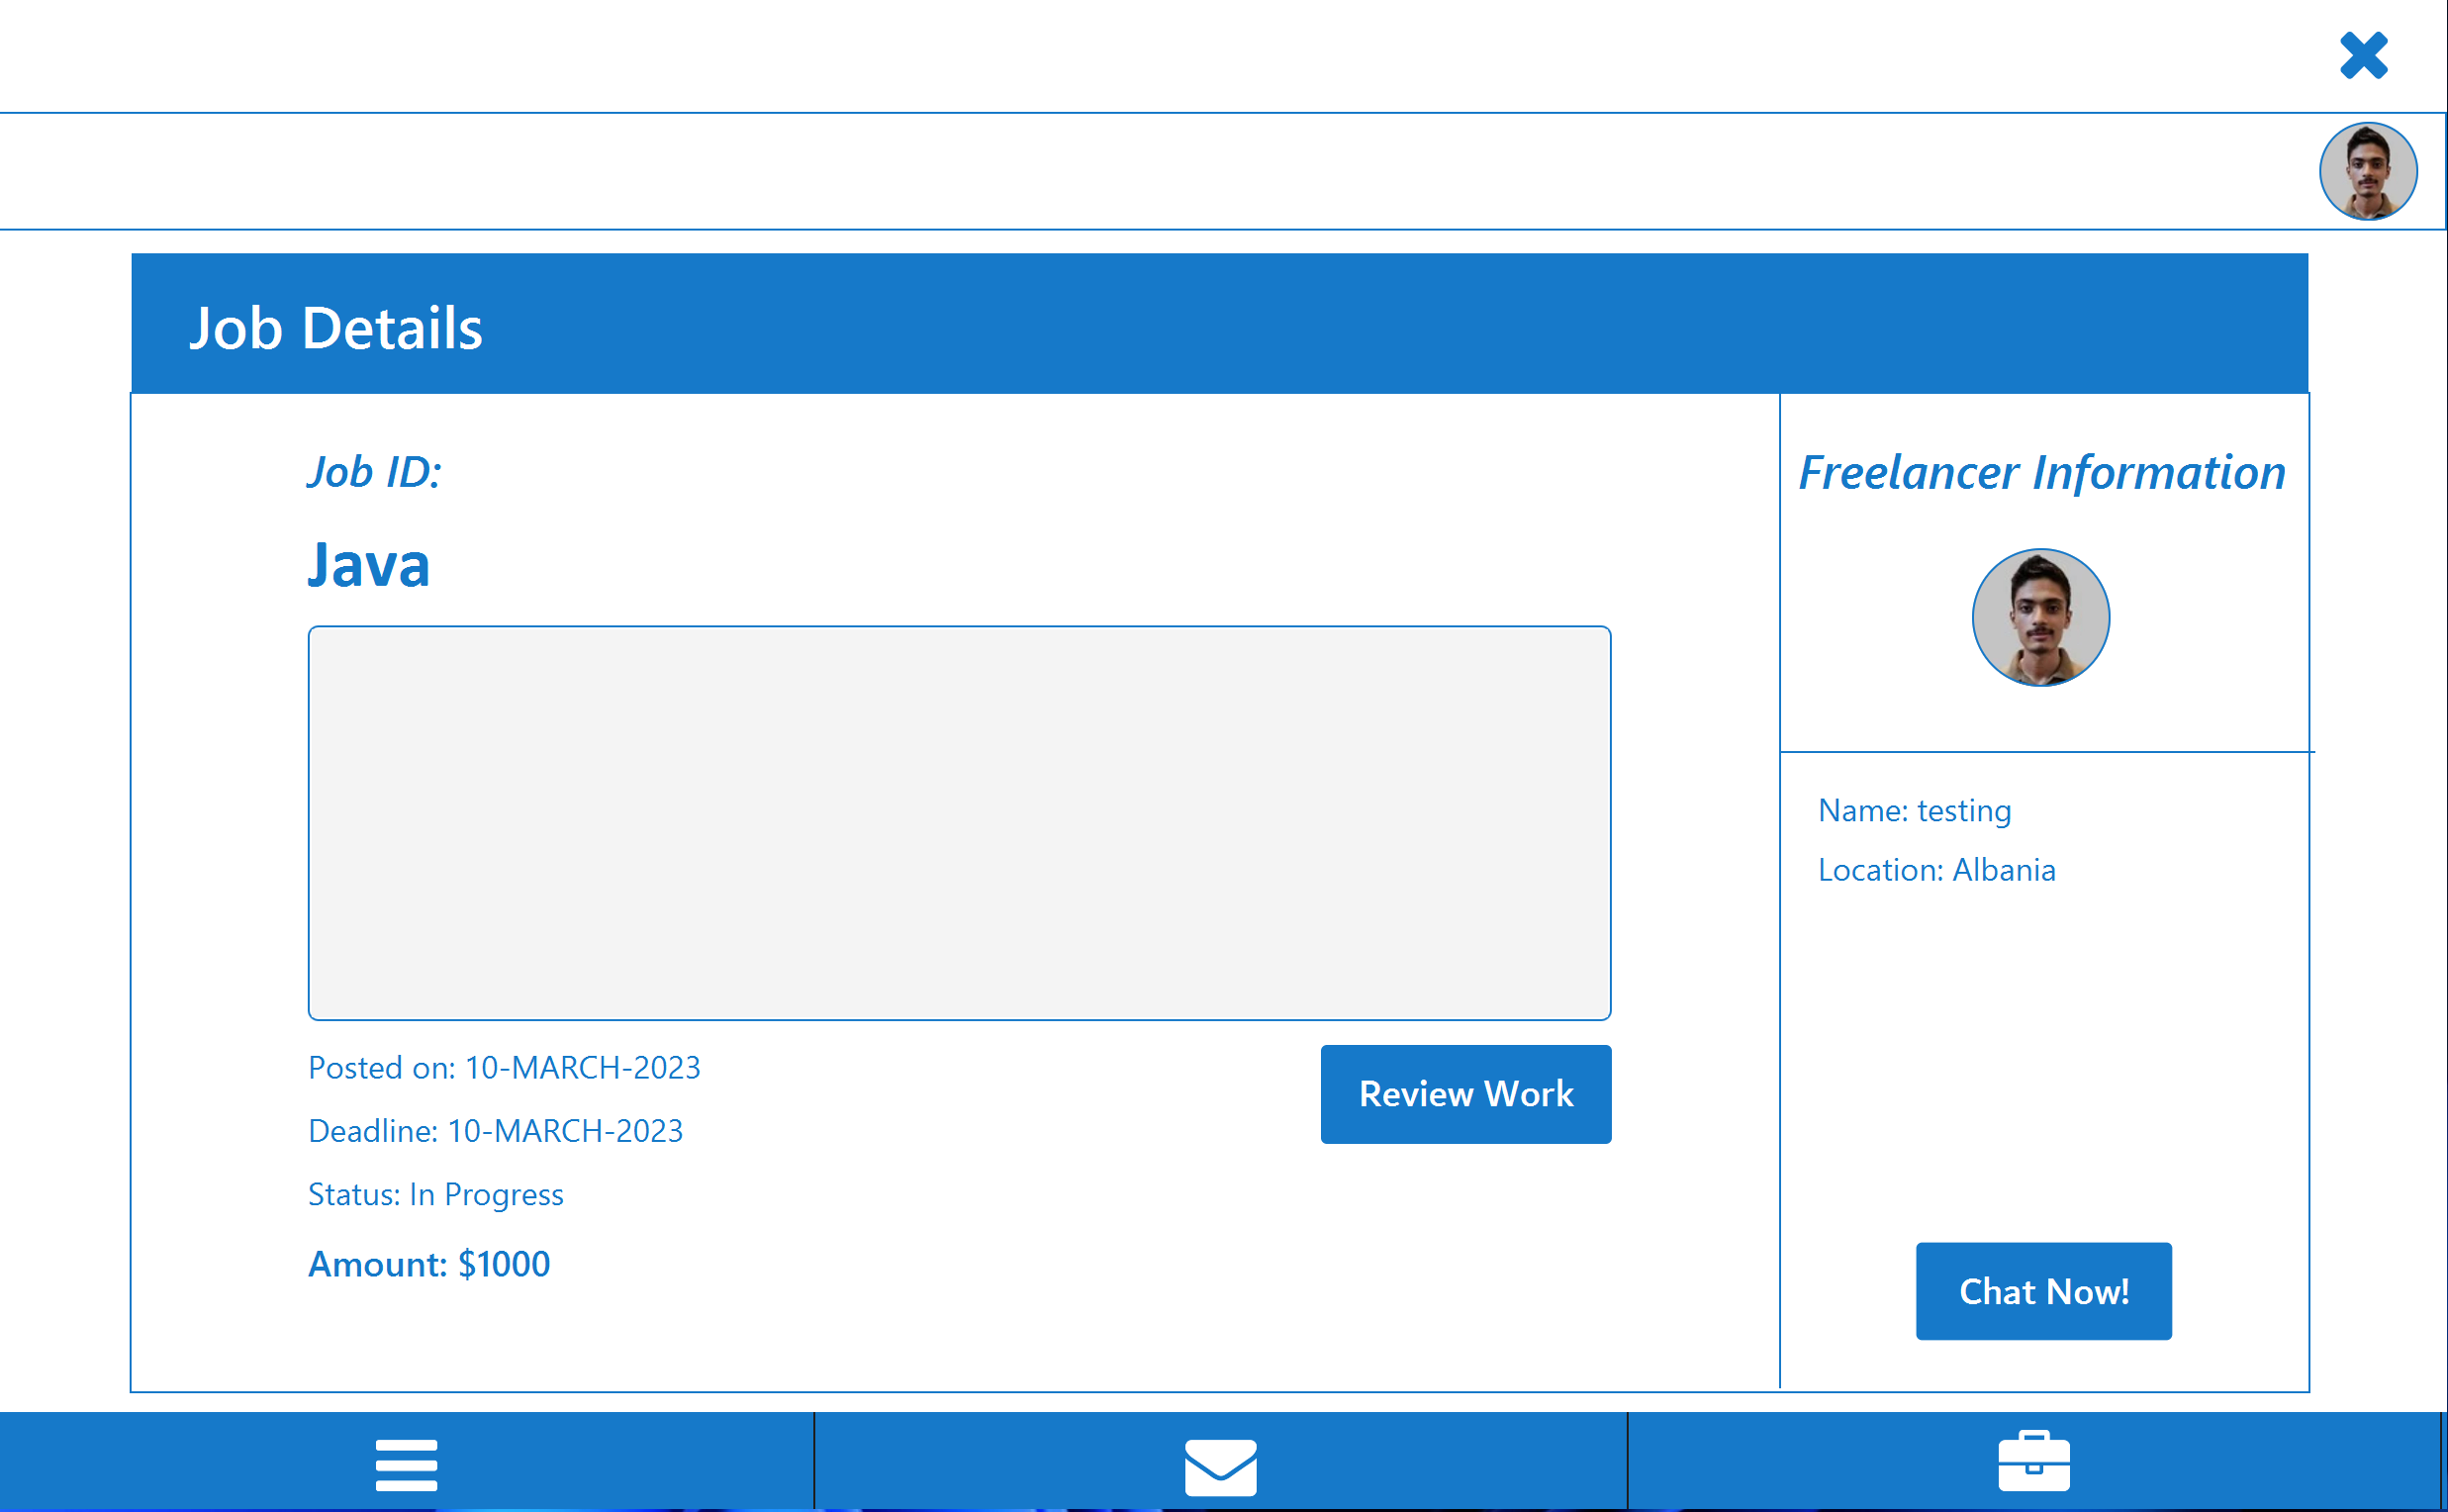 Job Details
Job ID:
Java
Posted on: 10-MARCH-2023
Deadline: 10-MARCH-2023
Status: In Progress
Amount: $1000
Review Work
Freelancer Information
Name: testing
Location: Albania
Chat Now!